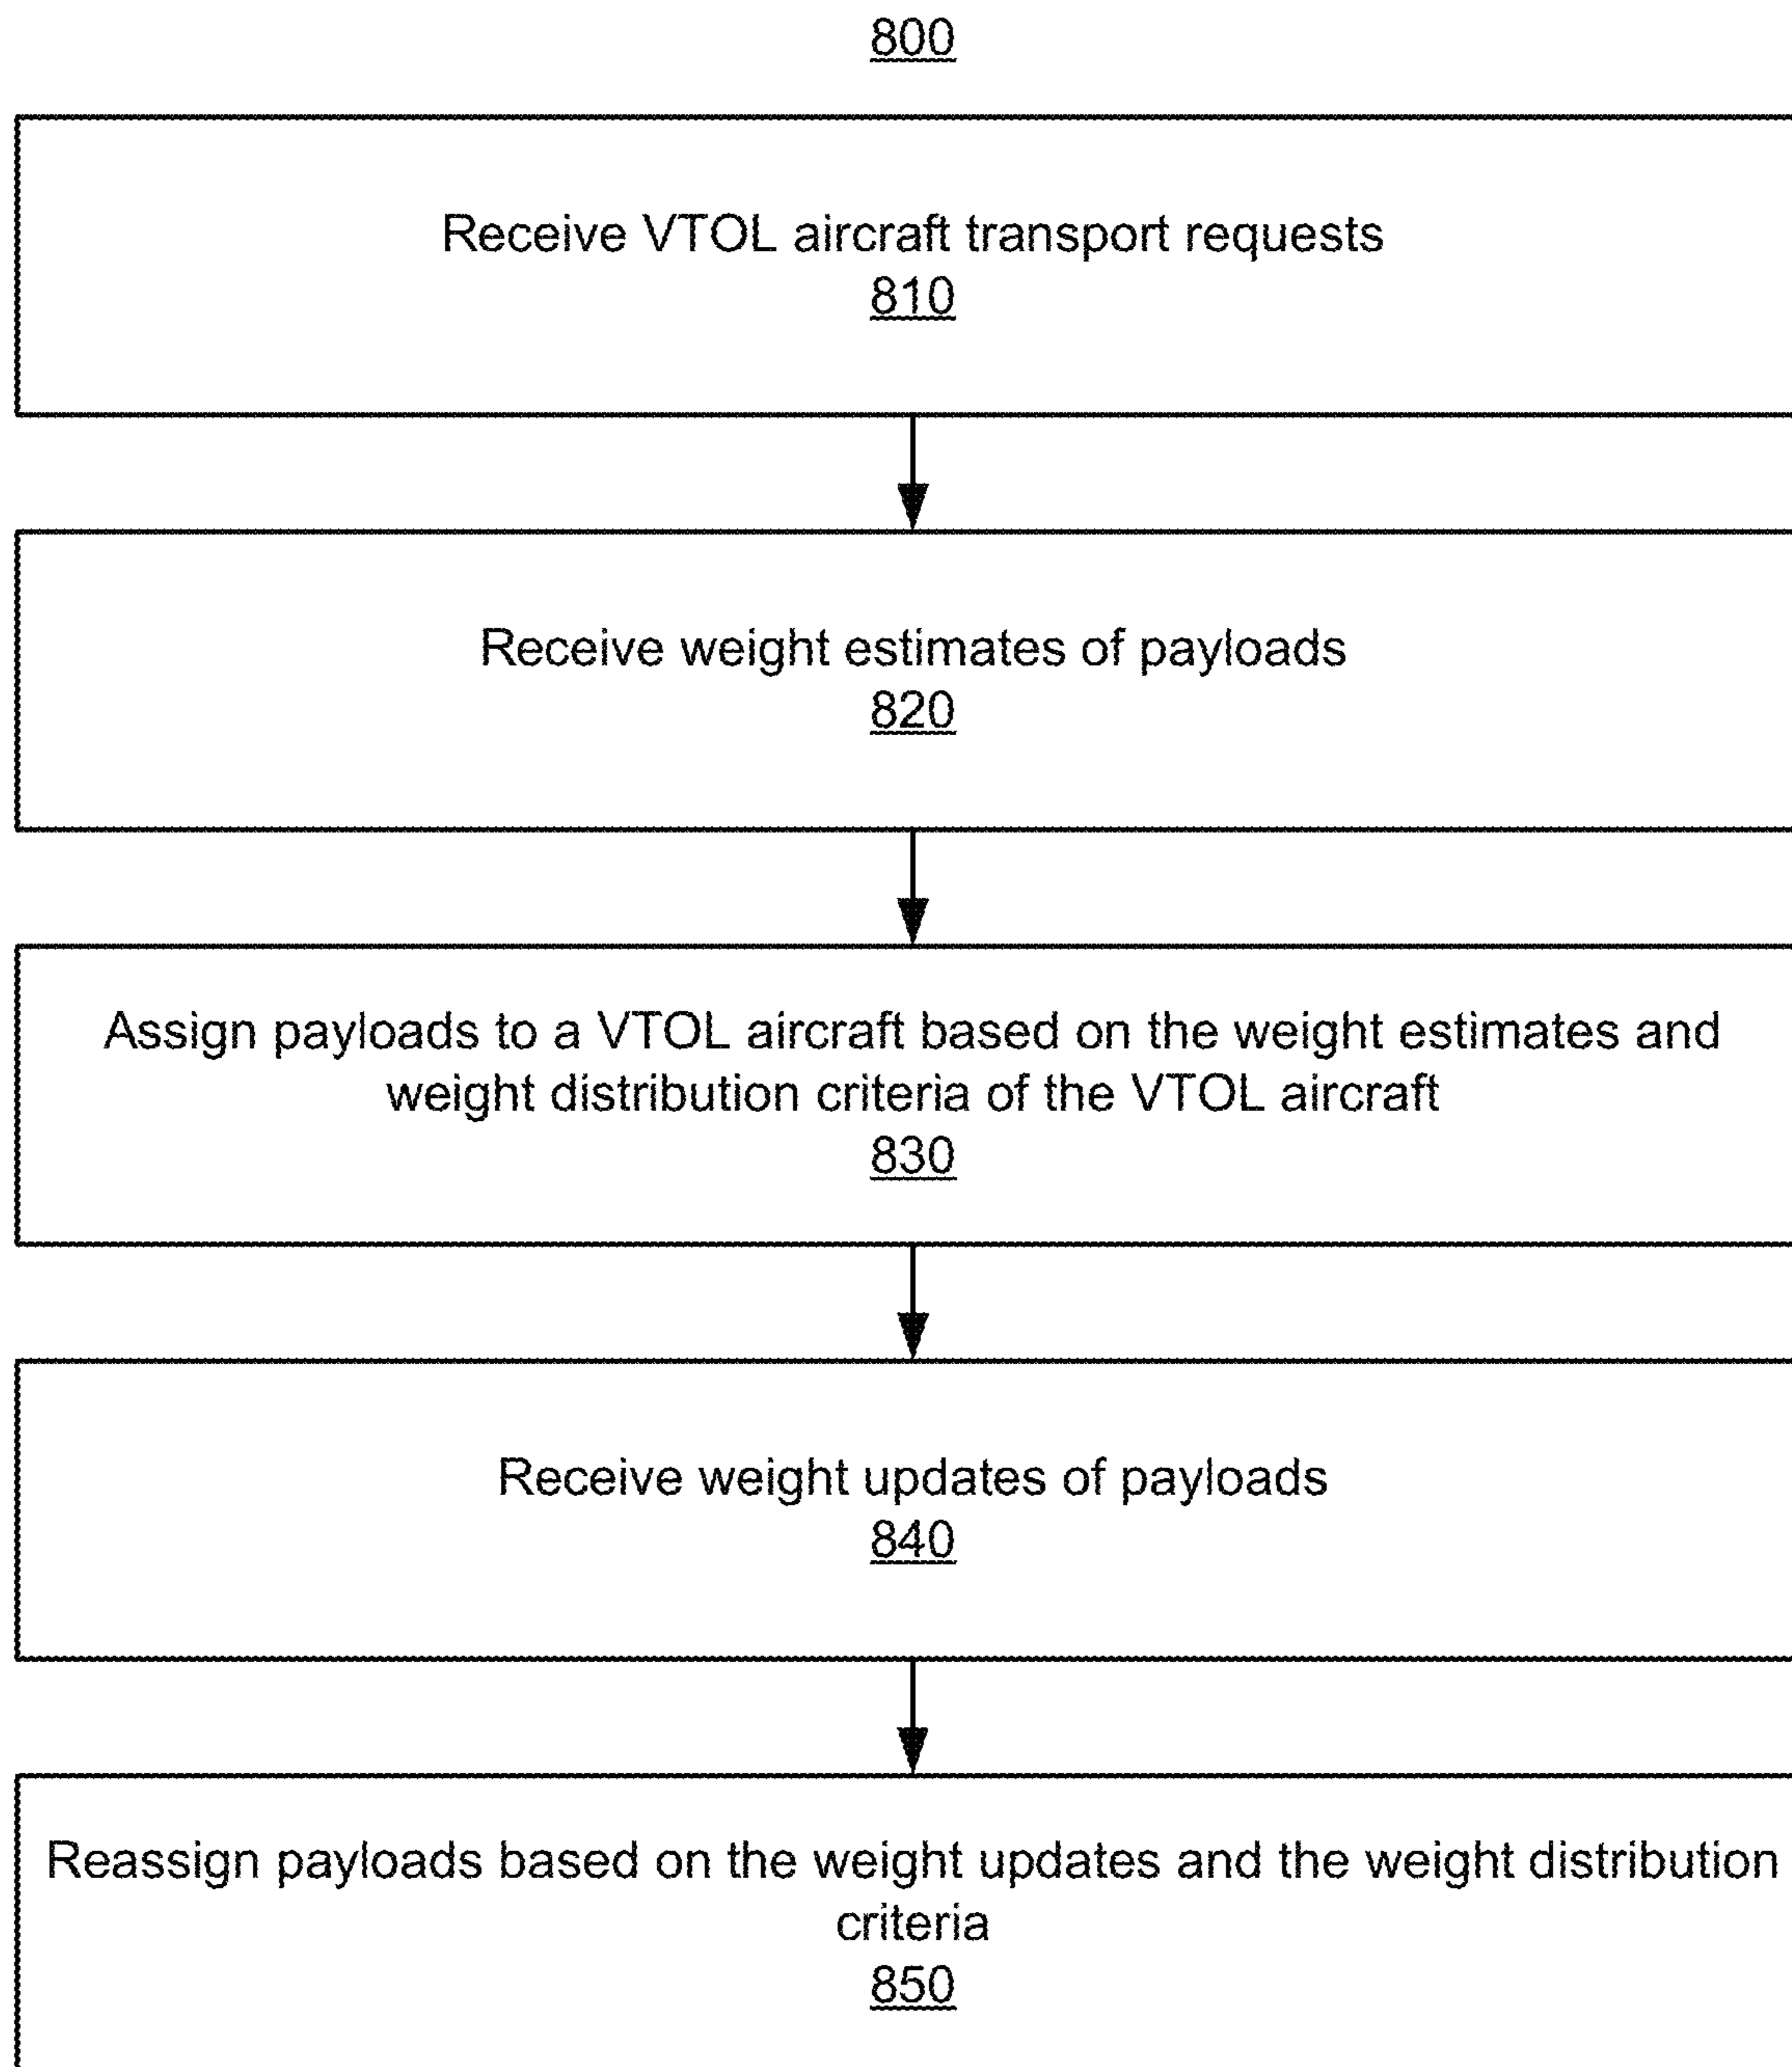 800
Receive VTOL aircraft transport requests
810
Receive weight estimates of payloads
820
Assign payloads to a VTOL aircraft based on the weight estimates and
weight distribution criteria of the VTOL aircraft
830
Receive weight updates of payloads
840
Reassign payloads based on the weight updates and the weight distribution
criteria
850